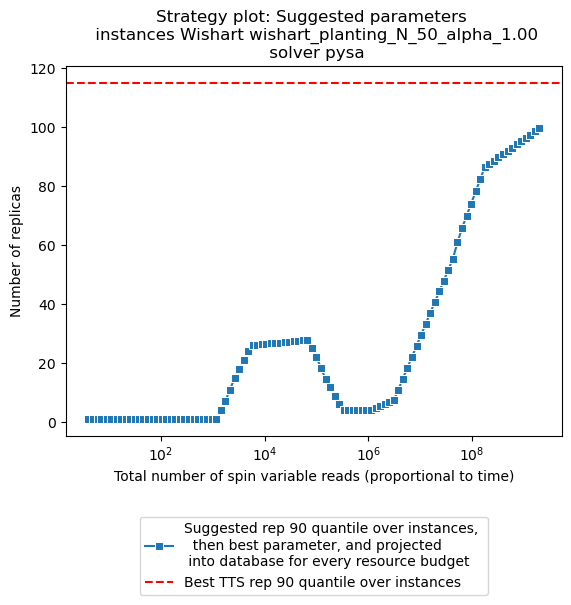 Strategy plot: Suggested parameters
instances Wishart wishart_planting_N_50_alpha_1.00
solver pysa
120
100
80
60
40
20
0
Number of replicas
10^2
10^4
10^6
10^8
Total number of spin variable reads (proportional to time)
Suggested rep 90 quantile over instances,
then best parameter, and projected
into database for every resource budget
Best TTS rep 90 quantile over instances